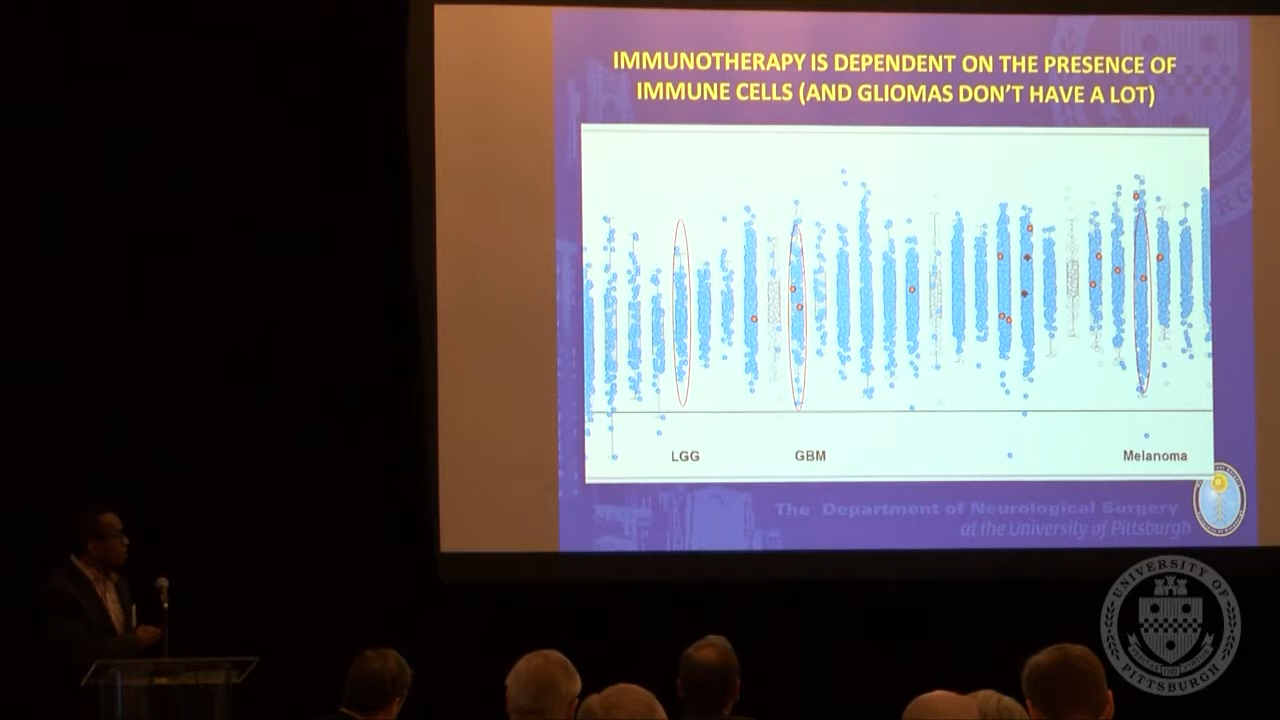 IMMUNOTHERAPY IS DEPENDENT ON THE PRESENCE OF
IMMUNE CELLS (AND GLIOMAS DON'T HAVE A LOT)
LGG
GBM
Melanoma
The Department of Neurological Surgery
at the University of Pittsburgh
UNIVERSITY OF
PITTSBURGH